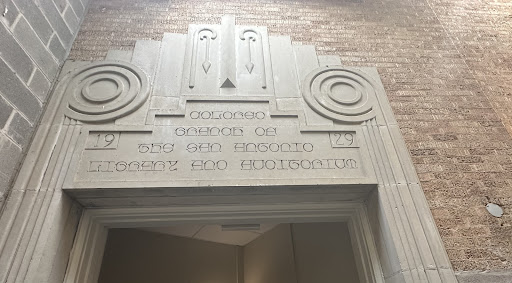 COLORED
BRANCH OF
19 THE SAN ANTONIO 29
LIBRARY AND AUDITORIUM